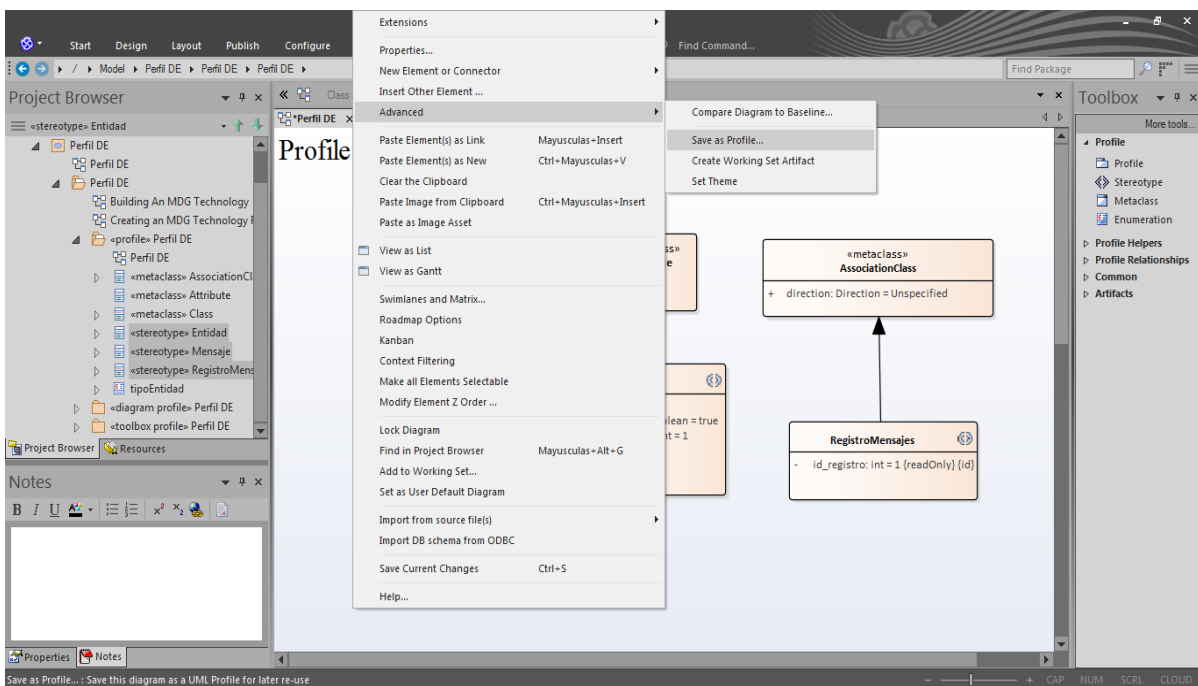 Start Design Layout Publish Configure
Find Command...
/ Model Perfil DE Perfil DE Perfil DE
Find Package
Project Browser
«stereotype» Entidad
Perfil DE
Perfil DE
Perfil DE
Building An MDG Technology
Creating an MDG Technology
«profile» Perfil DE
Perfil DE
«metaclass» AssociationCl
«metaclass» Attribute
«metaclass» Class
«stereotype» Entidad
«stereotype» Mensaje
«stereotype» RegistroMens
tipoEntidad
«diagram profile» Perfil DE
«toolbox profile» Perfil DE
Project Browser Resources
Notes
B I U
Properties Notes
Class
*Perfil DE
Profile
Extensions
Properties...
New Element or Connector
Insert Other Element ...
Advanced
Paste Element(s) as Link Mayusculas+Insert
Paste Element(s) as New Ctrl+Mayusculas+V
Clear the Clipboard
Paste Image from Clipboard Ctrl+Mayusculas+Insert
Paste as Image Asset
View as List
View as Gantt
Swimlanes and Matrix...
Roadmap Options
Kanban
Context Filtering
Make all Elements Selectable
Modify Element Z Order ...
Lock Diagram
Find in Project Browser Mayusculas+Alt+G
Add to Working Set...
Set as User Default Diagram
Import from source file(s)
Import DB schema from ODBC
Save Current Changes Ctrl+S
Help...
Compare Diagram to Baseline...
Save as Profile...
Create Working Set Artifact
Set Theme
ss»
e
olean = true
nt = 1
«metaclass»
AssociationClass
+ direction: Direction = Unspecified
RegistroMensajes
- id_registro: int = 1 {readOnly} {id}
Toolbox
More tools...
Profile
Profile
Stereotype
Metaclass
Enumeration
Profile Helpers
Profile Relationships
Common
Artifacts
Save as Profile... : Save this diagram as a UML Profile for later re-use
CAP NUM SCRL CLOUD